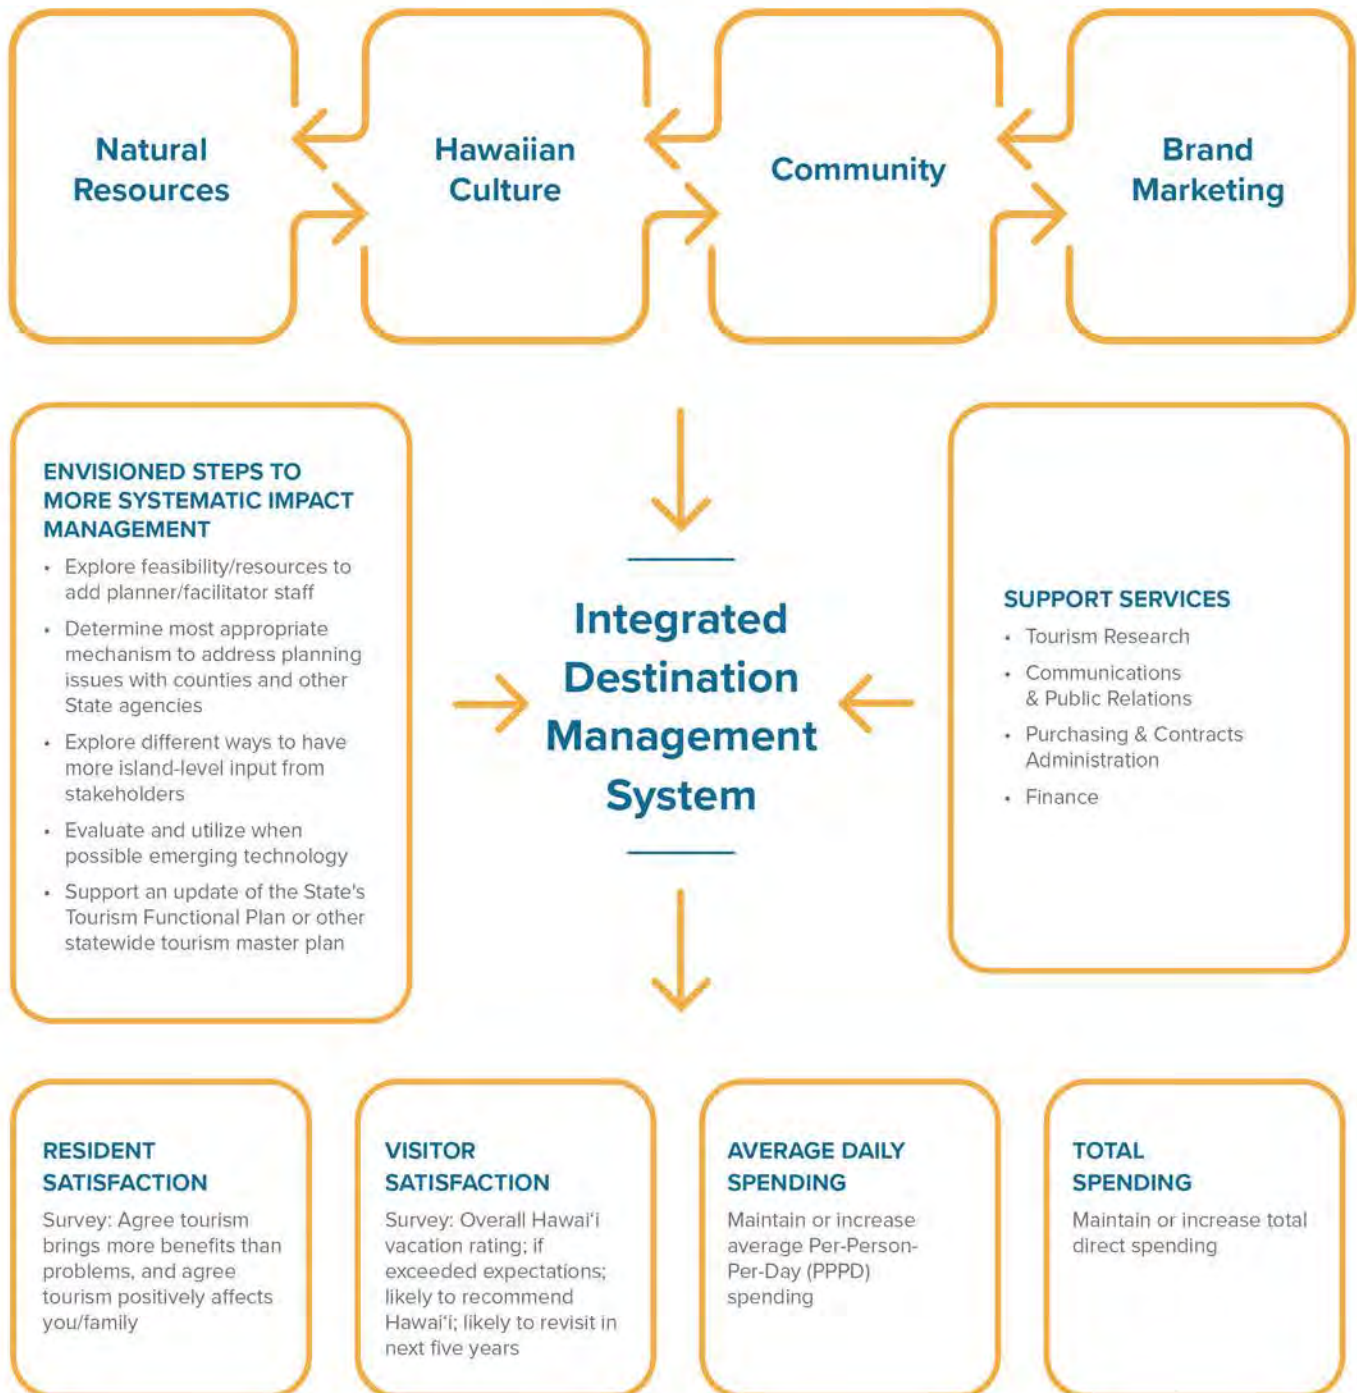 Natural
Resources
Hawaiian
Culture
Community
Brand
Marketing
ENVISIONED STEPS TO
MORE SYSTEMATIC IMPACT
MANAGEMENT
• Explore feasibility/resources to
add planner/facilitator staff
• Determine most appropriate
mechanism to address planning
issues with counties and other
State agencies
• Explore different ways to have
more island-level input from
stakeholders
• Evaluate and utilize when
possible emerging technology
• Support an update of the State's
Tourism Functional Plan or other
statewide tourism master plan
Integrated
Destination
Management
System
SUPPORT SERVICES
• Tourism Research
• Communications
& Public Relations
• Purchasing & Contracts
Administration
• Finance
RESIDENT
SATISFACTION
Survey: Agree tourism
brings more benefits than
problems, and agree
tourism positively affects
you/family
VISITOR
SATISFACTION
Survey: Overall Hawai‘i
vacation rating; if
exceeded expectations;
likely to recommend
Hawai‘i; likely to revisit in
next five years
AVERAGE DAILY
SPENDING
Maintain or increase
average Per-Person-
Per-Day (PPPD)
spending
TOTAL
SPENDING
Maintain or increase total
direct spending